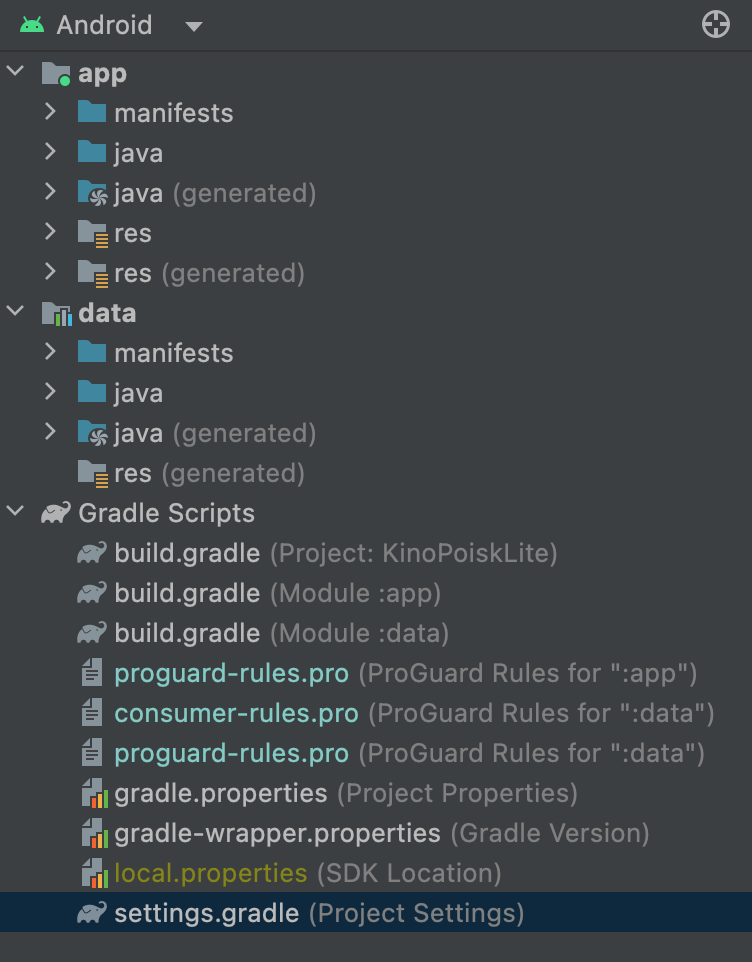 Android
app
manifests
java
java (generated)
res
res (generated)
data
manifests
java
java (generated)
res (generated)
Gradle Scripts
build.gradle (Project: KinoPoiskLite)
build.gradle (Module :app)
build.gradle (Module :data)
proguard-rules.pro (ProGuard Rules for ":app")
consumer-rules.pro (ProGuard Rules for ":data")
proguard-rules.pro (ProGuard Rules for ":data")
gradle.properties (Project Properties)
gradle-wrapper.properties (Gradle Version)
local.properties (SDK Location)
settings.gradle (Project Settings)